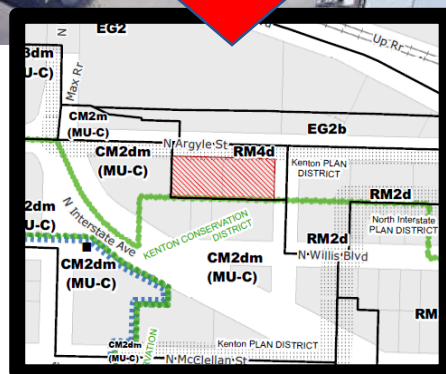 EG2
Up Rr
3dm
U-C)
N
Max Rr
CM2m
(MU-C)
EG2b
N Argyle St
RM4d
CM2dm
(MU-C)
Kenton PLAN
DISTRICT
RM2d
2dm
U-C)
N Interstate Ave
KENTON CONSERVATION
DISTRICT
North Interstate
PLAN DISTRICT
RM2d
CM2dm
(MU-C)
CM2dm
(MU-C)
N Willis Blvd
RM
CM2dm
(MU-C)
VATION
Kenton PLAN DISTRICT
N McClellan St